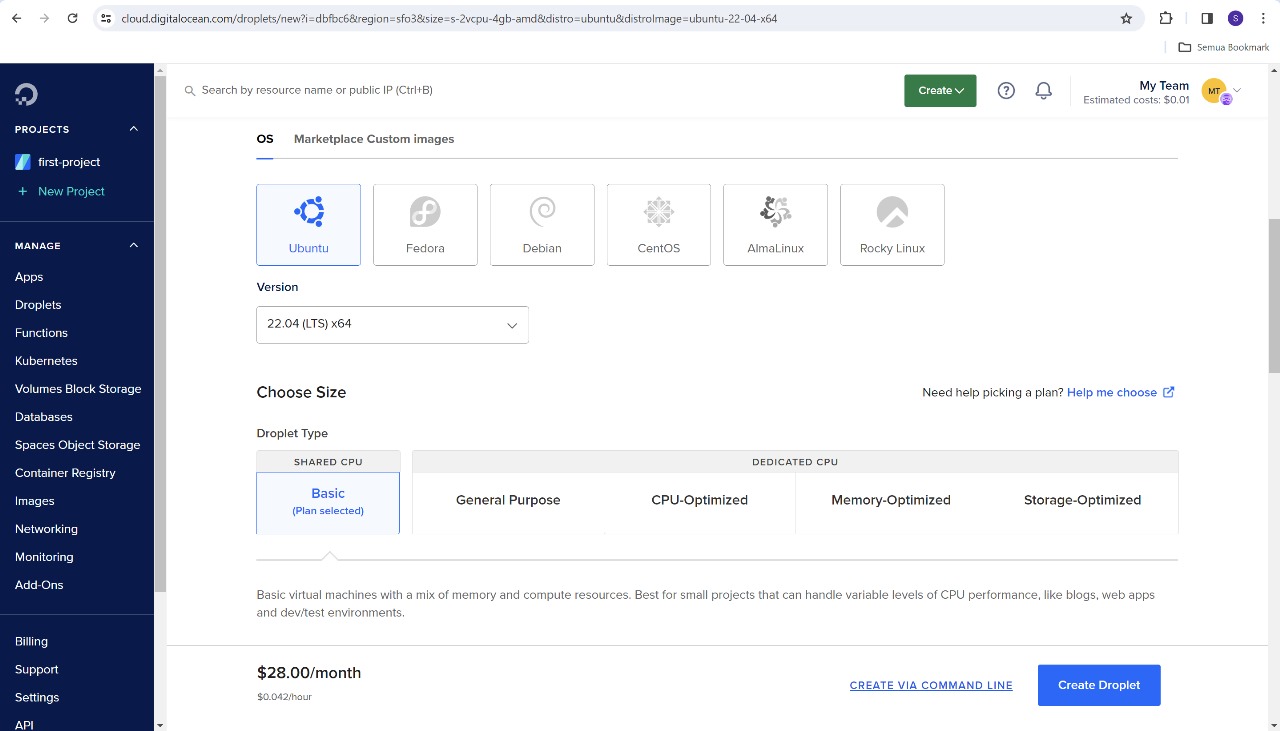 cloud.digitalocean.com/droplets/new?i=dbfbc6&region=sfo3&size=s-2vcpu-4gb-amd&distro=ubuntu&distroImage=ubuntu-22-04-x64
S
Semua Bookmark
Search by resource name or public IP (Ctrl+B)
Create
My Team
Estimated costs: $0.01
MT
PROJECTS
first-project
+ New Project
MANAGE
Apps
Droplets
Functions
Kubernetes
Volumes Block Storage
Databases
Spaces Object Storage
Container Registry
Images
Networking
Monitoring
Add-Ons
Billing
Support
Settings
API
OS Marketplace Custom images
Ubuntu Fedora Debian CentOS AlmaLinux Rocky Linux
Version
22.04 (LTS) x64
Choose Size
Need help picking a plan? Help me choose
Droplet Type
SHARED CPU
DEDICATED CPU
Basic
(Plan selected)
General Purpose CPU-Optimized Memory-Optimized Storage-Optimized
Basic virtual machines with a mix of memory and compute resources. Best for small projects that can handle variable levels of CPU performance, like blogs, web apps
and dev/test environments.
$28.00/month
$0.042/hour
CREATE VIA COMMAND LINE
Create Droplet